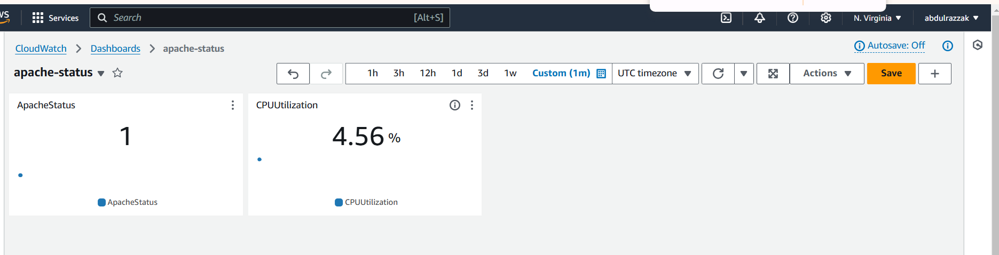 WS
Services
Search
[Alt+S]
N. Virginia
abdulrazzak
CloudWatch
Dashboards
apache-status
Autosave: Off
apache-status
1h 3h 12h 1d 3d 1w Custom (1m)
UTC timezone
Actions
Save
ApacheStatus
1
ApacheStatus
CPUUtilization
4.56 %
CPUUtilization